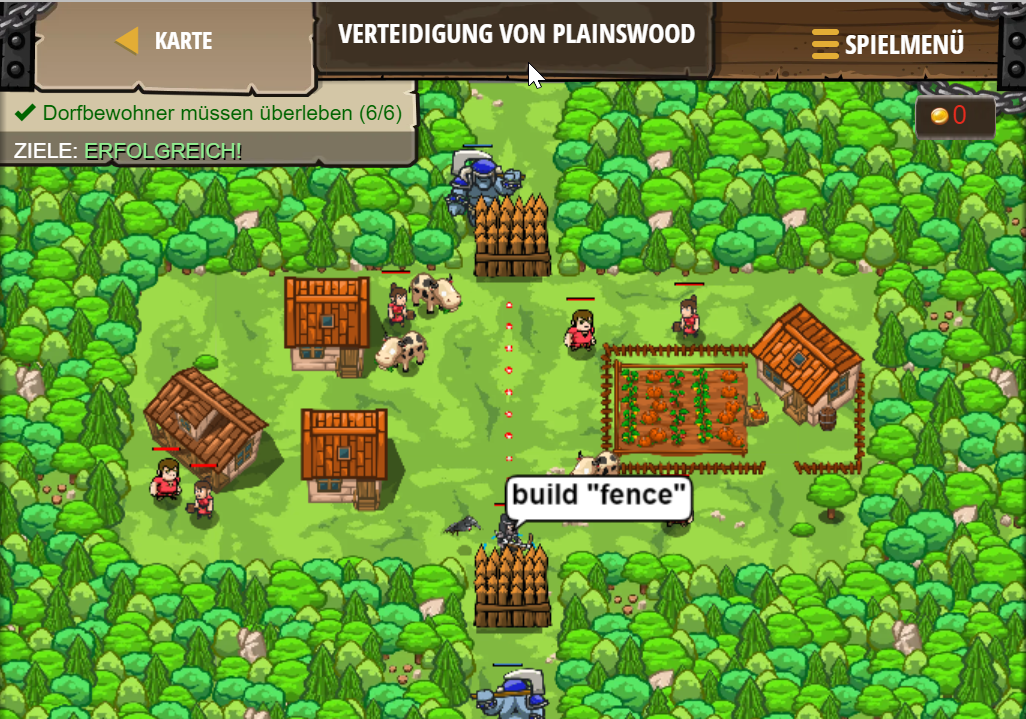 KARTE
VERTEIDIGUNG VON PLAINSWOOD
SPIELMENÜ
Dorfbewohner müssen überleben (6/6)
0
ZIELE: ERFOLGREICH!
build "fence"